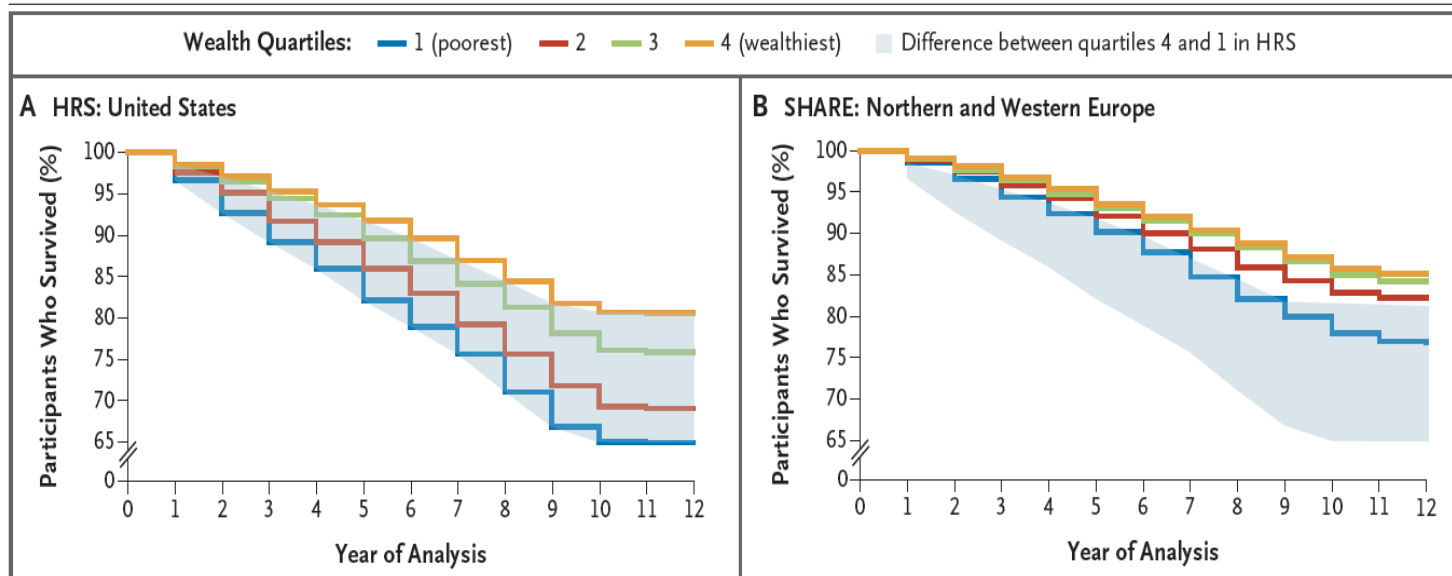 Wealth Quartiles: 1 (poorest) 2 3 4 (wealthiest) Difference between quartiles 4 and 1 in HRS
A HRS: United States
Participants Who Survived (%)
100
95
90
85
80
75
70
65
0
0 1 2 3 4 5 6 7 8 9 10 11 12
Year of Analysis
B SHARE: Northern and Western Europe
Participants Who Survived (%)
100
95
90
85
80
75
70
65
0
0 1 2 3 4 5 6 7 8 9 10 11 12
Year of Analysis